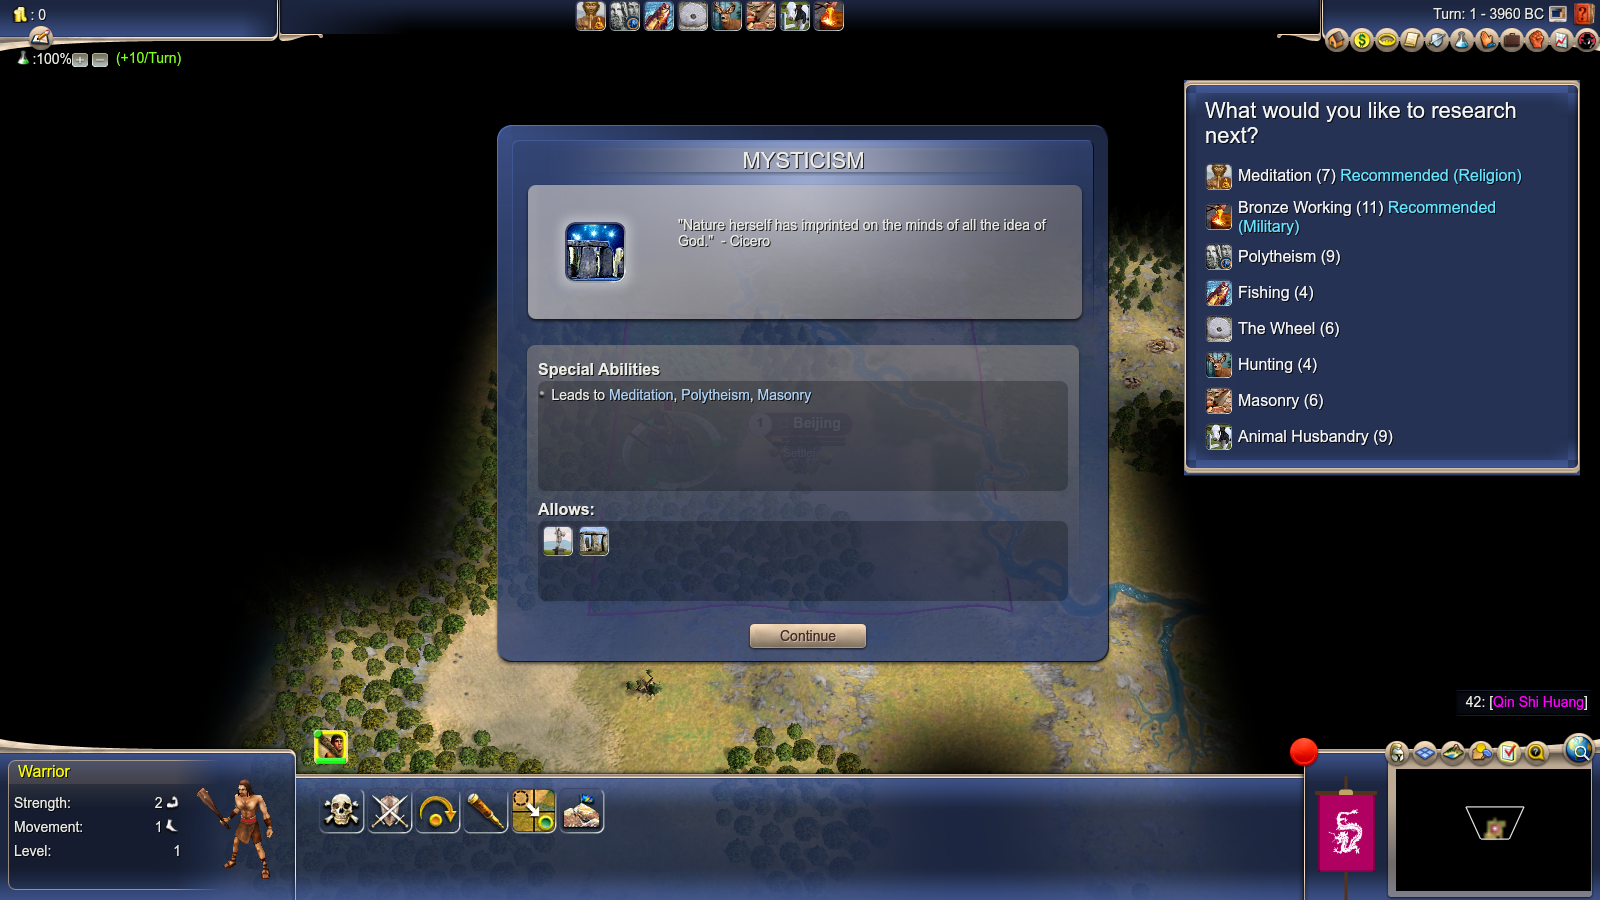 : 0
Turn: 1 - 3960 BC
:100%
(+10/Turn)
What would you like to research
next?
Meditation (7) Recommended (Religion)
Bronze Working (11) Recommended
(Military)
Polytheism (9)
Fishing (4)
The Wheel (6)
Hunting (4)
Masonry (6)
Animal Husbandry (9)
MYSTICISM
"Nature herself has imprinted on the minds of all the idea of
God." - Cicero
Special Abilities
Leads to Meditation, Polytheism, Masonry
1 Beijing
Settler
Allows:
Continue
42: [Qin Shi Huang]
Warrior
Strength: 2
Movement: 1
Level: 1